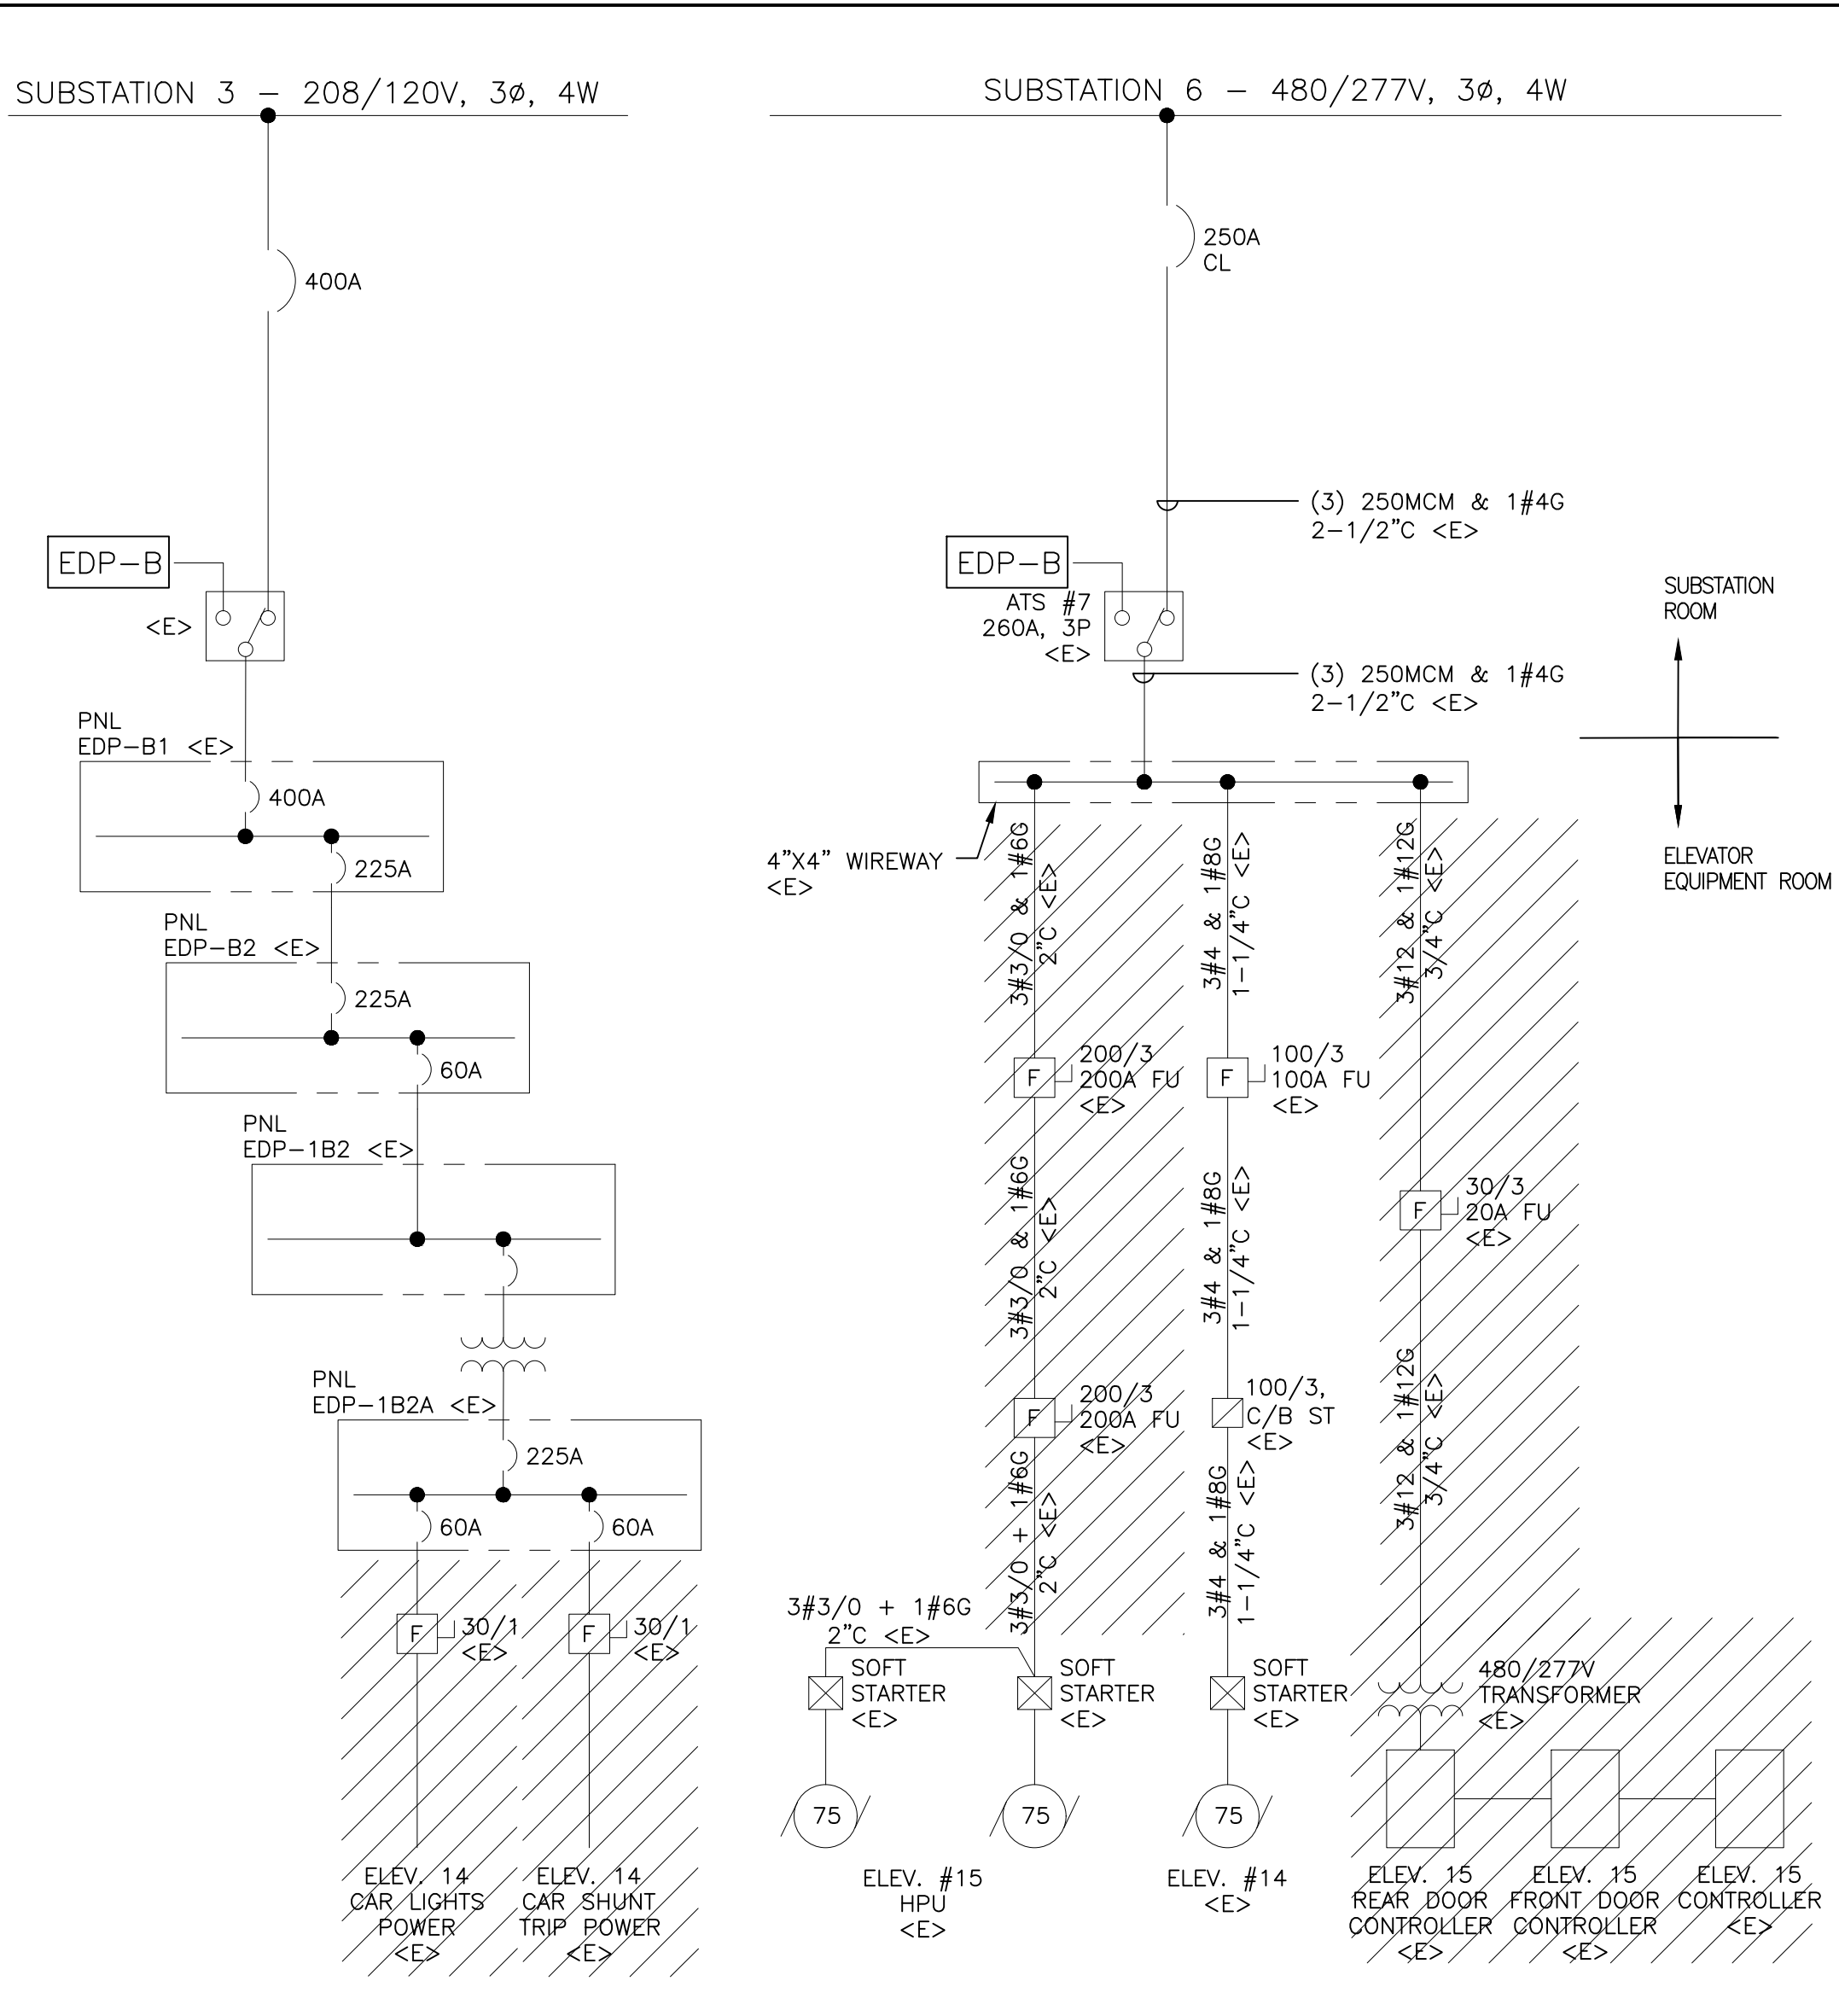 SUBSTATION 3 – 208/120V, 3ø, 4W
400A
EDP–B
<E>
PNL
EDP–B1 <E>
400A
225A
PNL
EDP–B2 <E>
225A
60A
PNL
EDP–1B2 <E>
PNL
EDP–1B2A <E>
225A
60A
60A
F
30/1
<E>
F
30/1
<E>
ELEV. 14
CAR LIGHTS
POWER
<E>
ELEV. 14
CAR SHUNT
TRIP POWER
<E>
SUBSTATION 6 – 480/277V, 3ø, 4W
250A
CL
(3) 250MCM & 1#4G
2–1/2"C <E>
EDP–B
ATS #7
260A, 3P
<E>
(3) 250MCM & 1#4G
2–1/2"C <E>
SUBSTATION
ROOM
ELEVATOR
EQUIPMENT ROOM
4"X4" WIREWAY
<E>
3#3/0 & 1#6G
2"C <E>
3#4 & 1#8G
1–1/4"C <E>
3#12 & 1#12G
3/4"C <E>
F
200/3
200A FU
<E>
F
100/3
100A FU
<E>
F
30/3
20A FU
<E>
3#3/0 & 1#6G
2"C <E>
3#4 & 1#8G
1–1/4"C <E>
3#12 & 1#12G
3/4"C <E>
F
200/3
200A FU
<E>
100/3,
C/B ST
<E>
3#3/0 + 1#6G
2"C <E>
3#4 & 1#8G
1–1/4"C <E>
3#3/0 + 1#6G
2"C <E>
SOFT
STARTER
<E>
SOFT
STARTER
<E>
SOFT
STARTER
<E>
480/277V
TRANSFORMER
<E>
75
75
75
ELEV. #15
HPU
<E>
ELEV. #14
<E>
ELEV. 15
REAR DOOR
CONTROLLER
<E>
ELEV. 15
FRONT DOOR
CONTROLLER
<E>
ELEV. 15
CONTROLLER
<E>